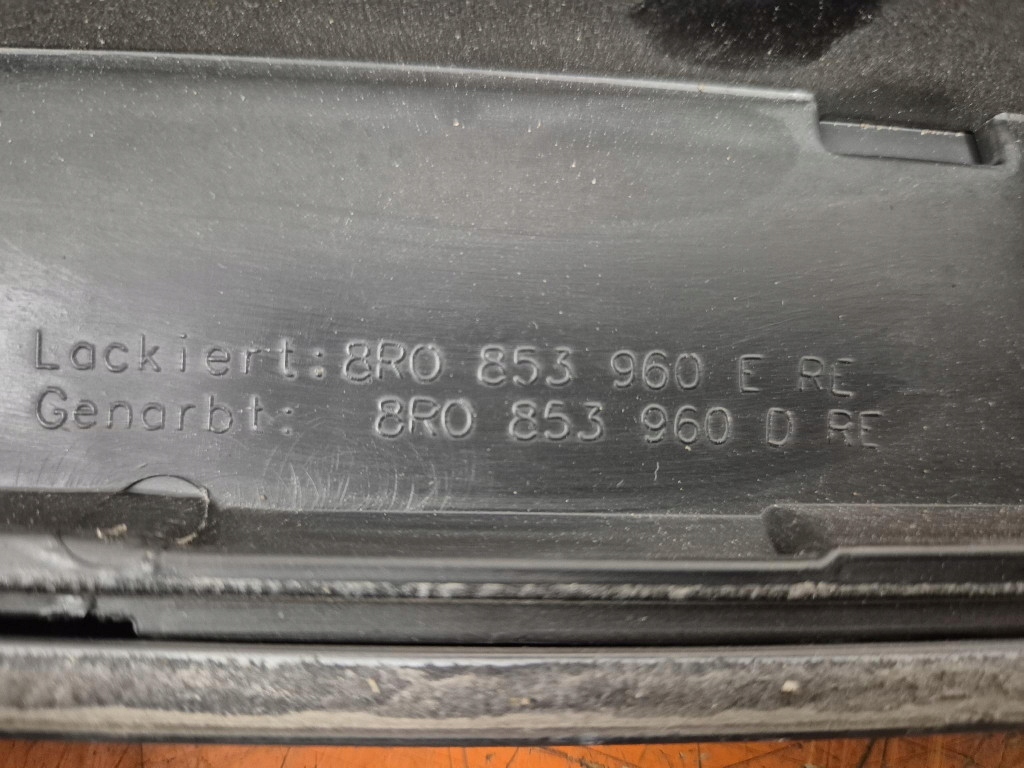 Lackiert: 8R0 853 960 E RE
Genarbt: 8R0 853 960 D RE